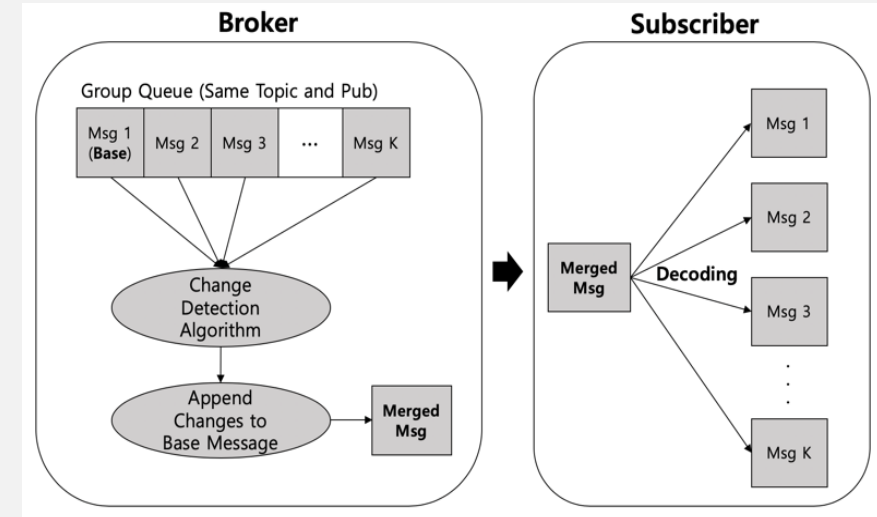 Broker
Subscriber
Group Queue (Same Topic and Pub)
Msg 1
(Base)
Msg 2
Msg 3
...
Msg K
Change
Detection
Algorithm
Append
Changes to
Base Message
Merged
Msg
Merged
Msg
Decoding
Msg 1
Msg 2
Msg 3
.
.
.
Msg K